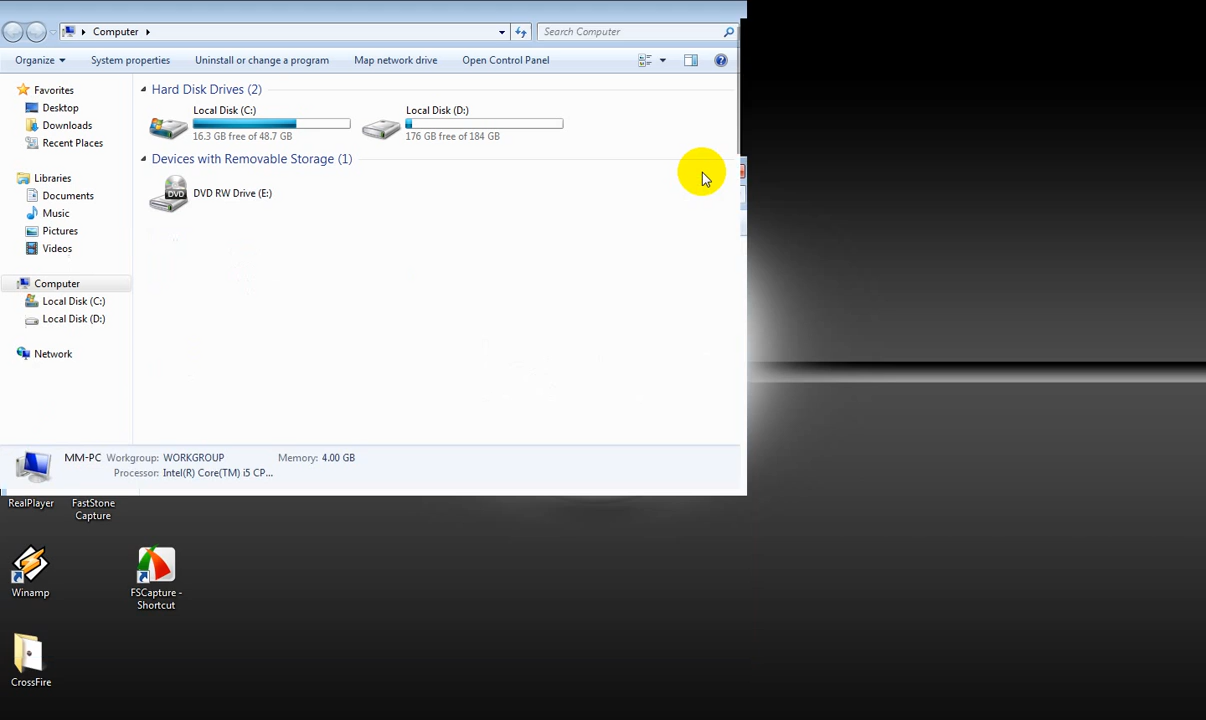 Computer
Search Computer
Organize System properties Uninstall or change a program Map network drive Open Control Panel
Favorites
Desktop
Downloads
Recent Places
Libraries
Documents
Music
Pictures
Videos
Computer
Local Disk (C:)
Local Disk (D:)
Network
Hard Disk Drives (2)
Local Disk (C:)
16.3 GB free of 48.7 GB
Local Disk (D:)
176 GB free of 184 GB
Devices with Removable Storage (1)
DVD
DVD RW Drive (E:)
MM-PC Workgroup: WORKGROUP Memory: 4.00 GB
Processor: Intel(R) Core(TM) i5 CP...
RealPlayer
FastStone
Capture
Winamp
FSCapture -
Shortcut
CrossFire